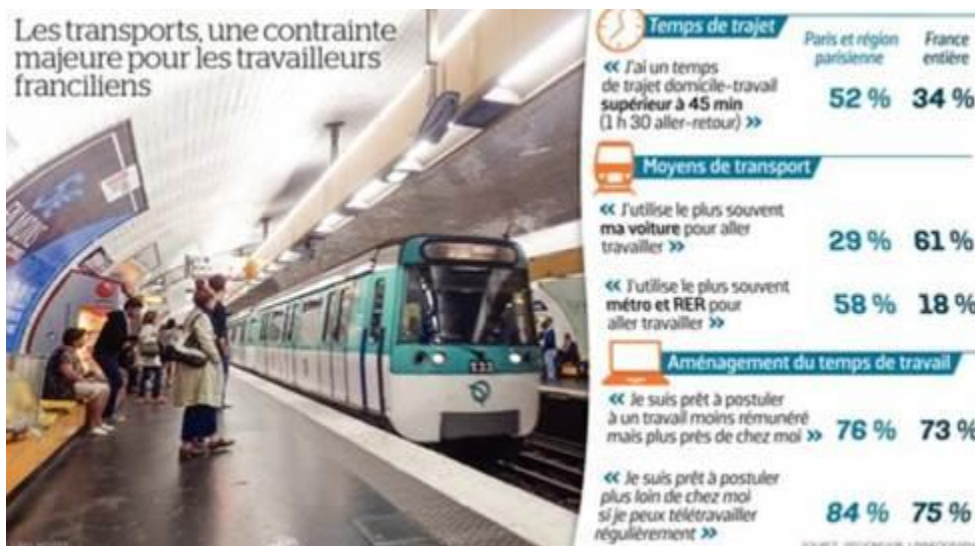 Les transports, une contrainte
majeure pour les travailleurs
franciliens
Temps de trajet
Paris et région
parisienne
France
entière
« J'ai un temps
de trajet domicile-travail
supérieur à 45 min
(1 h 30 aller-retour) »
52 % 34 %
Moyens de transport
« J'utilise le plus souvent
ma voiture pour aller
travailler »
29 % 61 %
« J'utilise le plus souvent
métro et RER pour
aller travailler »
58 % 18 %
Aménagement du temps de travail
« Je suis prêt à postuler
à un travail moins rémunéré
mais plus près de chez moi » 76 % 73 %
« Je suis prêt à postuler
plus loin de chez moi
si je peux télétravailler
régulièrement »
84 % 75 %